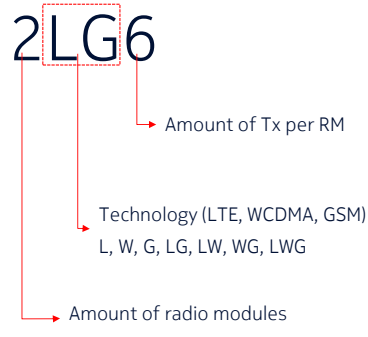 2LG6
Amount of Tx per RM
Technology (LTE, WCDMA, GSM)
L, W, G, LG, LW, WG, LWG
Amount of radio modules